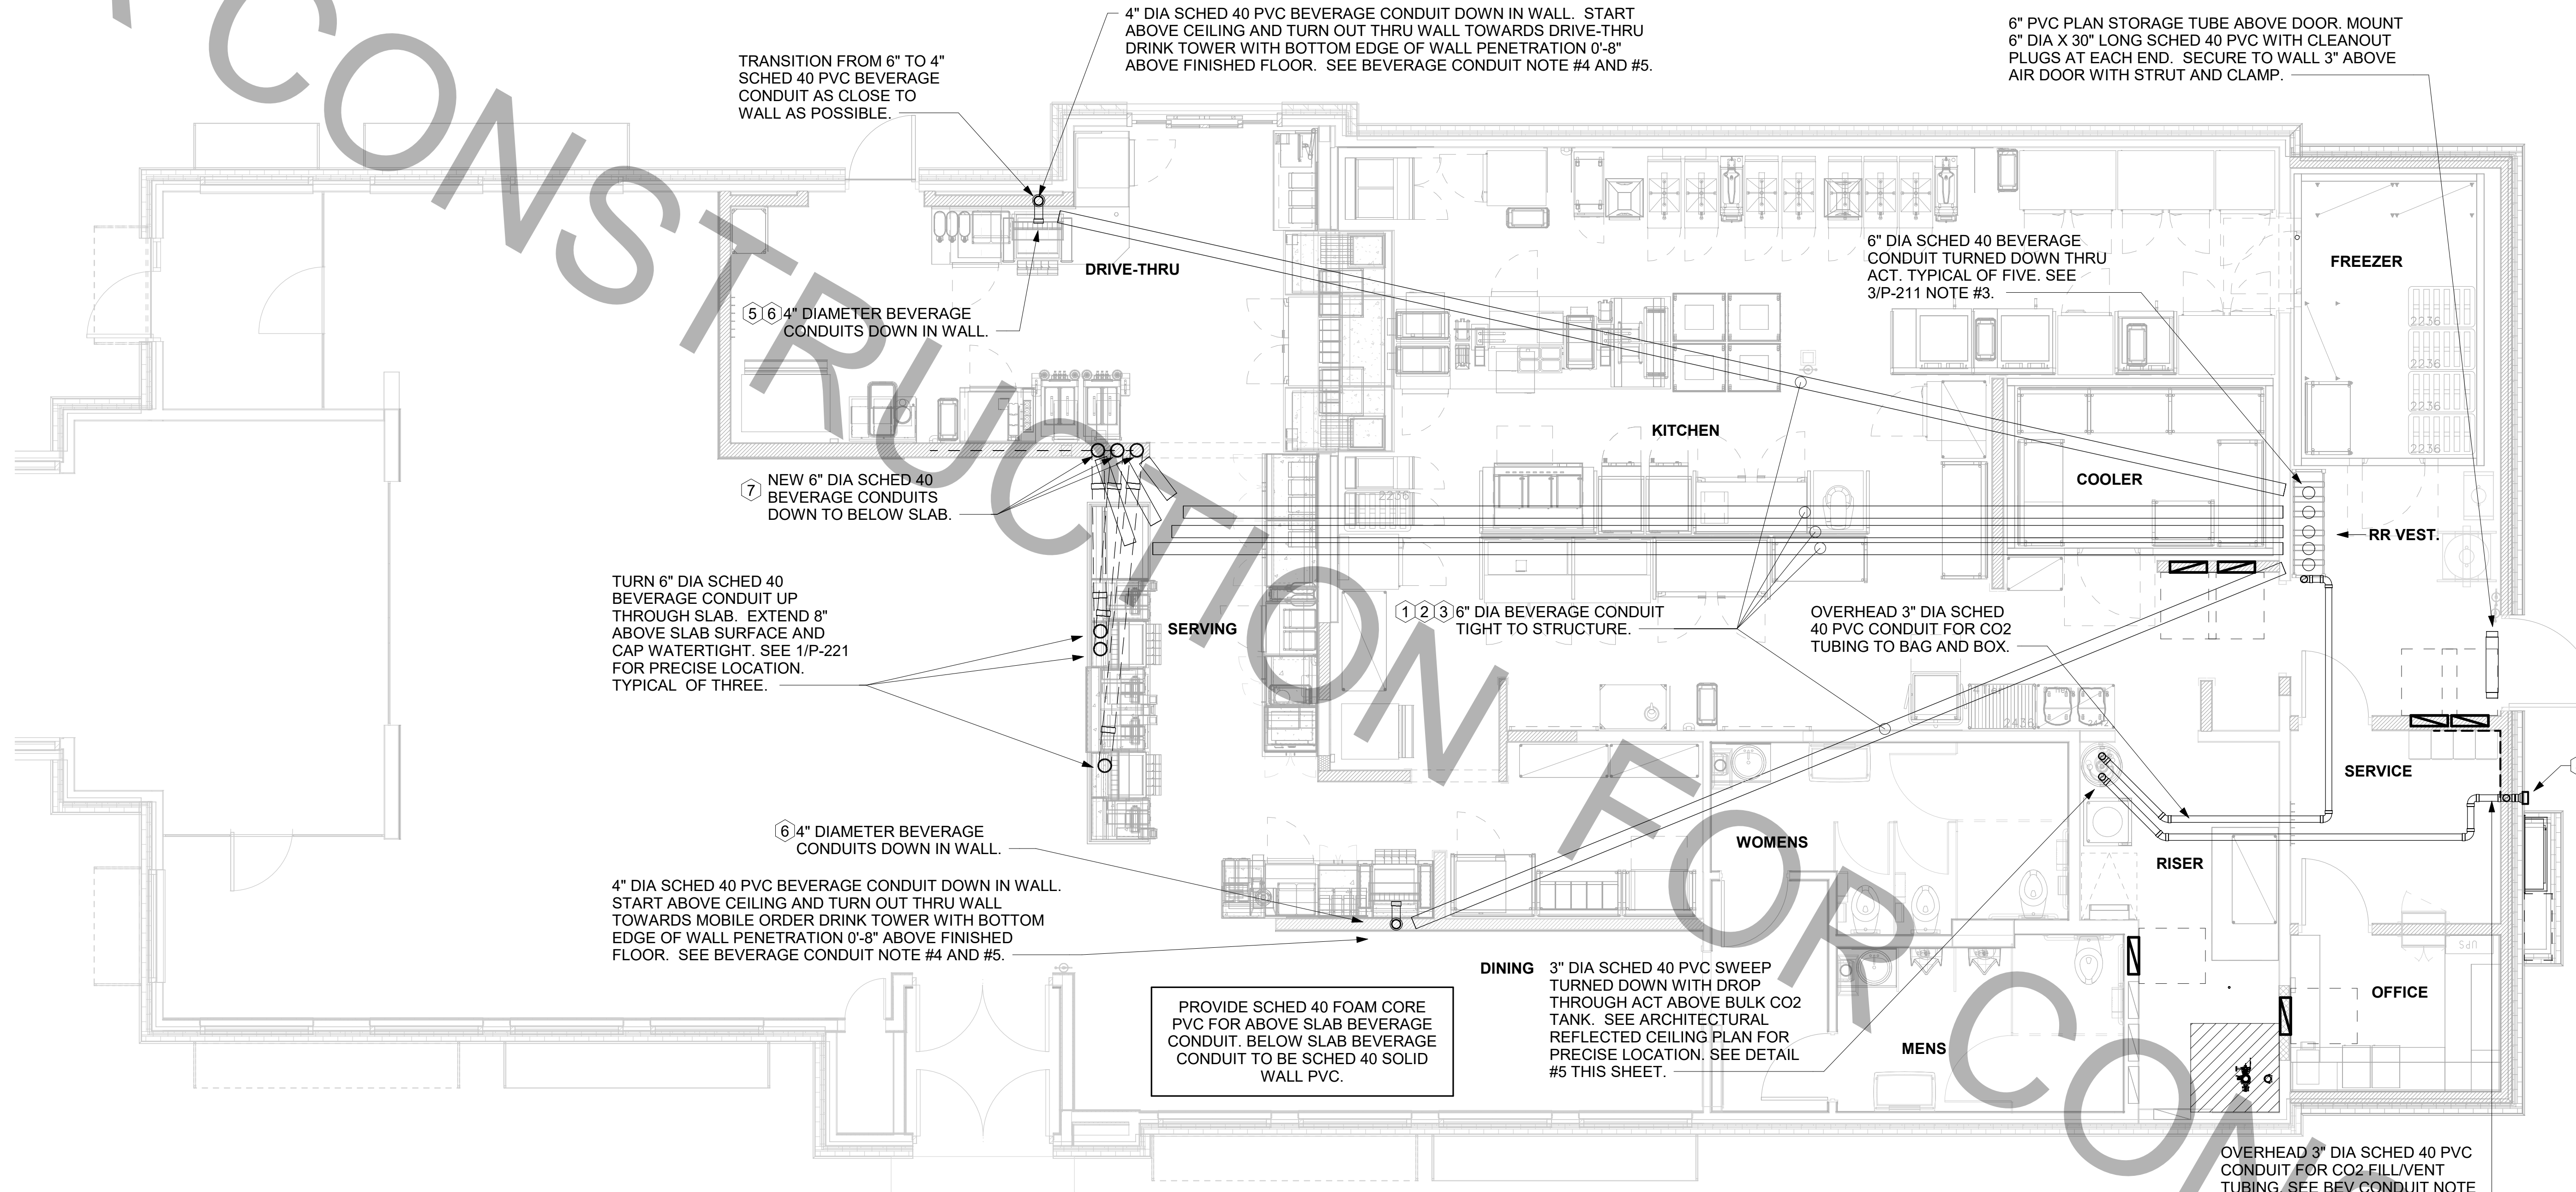 4" DIA SCHED 40 PVC BEVERAGE CONDUIT DOWN IN WALL. START
ABOVE CEILING AND TURN OUT THRU WALL TOWARDS DRIVE-THRU
DRINK TOWER WITH BOTTOM EDGE OF WALL PENETRATION 0'-8"
ABOVE FINISHED FLOOR. SEE BEVERAGE CONDUIT NOTE #4 AND #5.
6" PVC PLAN STORAGE TUBE ABOVE DOOR. MOUNT
6" DIA X 30" LONG SCHED 40 PVC WITH CLEANOUT
PLUGS AT EACH END. SECURE TO WALL 3" ABOVE
AIR DOOR WITH STRUT AND CLAMP.
TRANSITION FROM 6" TO 4"
SCHED 40 PVC BEVERAGE
CONDUIT AS CLOSE TO
WALL AS POSSIBLE.
DRIVE-THRU
6" DIA SCHED 40 BEVERAGE
CONDUIT TURNED DOWN THRU
ACT. TYPICAL OF FIVE. SEE
3/P-211 NOTE #3.
FREEZER
2236
2236
2236
2236
5 6 4" DIAMETER BEVERAGE
CONDUITS DOWN IN WALL.
KITCHEN
COOLER
2236
7 NEW 6" DIA SCHED 40
BEVERAGE CONDUITS
DOWN TO BELOW SLAB.
RR VEST.
TURN 6" DIA SCHED 40
BEVERAGE CONDUIT UP
THROUGH SLAB. EXTEND 8"
ABOVE SLAB SURFACE AND
CAP WATERTIGHT. SEE 1/P-221
FOR PRECISE LOCATION.
TYPICAL OF THREE.
SERVING
1 2 3 6" DIA BEVERAGE CONDUIT
TIGHT TO STRUCTURE.
OVERHEAD 3" DIA SCHED
40 PVC CONDUIT FOR CO2
TUBING TO BAG AND BOX.
2436
SERVICE
6 4" DIAMETER BEVERAGE
CONDUITS DOWN IN WALL.
WOMENS
RISER
4" DIA SCHED 40 PVC BEVERAGE CONDUIT DOWN IN WALL.
START ABOVE CEILING AND TURN OUT THRU WALL
TOWARDS MOBILE ORDER DRINK TOWER WITH BOTTOM
EDGE OF WALL PENETRATION 0'-8" ABOVE FINISHED
FLOOR. SEE BEVERAGE CONDUIT NOTE #4 AND #5.
UPS
DINING
3" DIA SCHED 40 PVC SWEEP
TURNED DOWN WITH DROP
THROUGH ACT ABOVE BULK CO2
TANK. SEE ARCHITECTURAL
REFLECTED CEILING PLAN FOR
PRECISE LOCATION. SEE DETAIL
#5 THIS SHEET.
PROVIDE SCHED 40 FOAM CORE
PVC FOR ABOVE SLAB BEVERAGE
CONDUIT. BELOW SLAB BEVERAGE
CONDUIT TO BE SCHED 40 SOLID
WALL PVC.
OFFICE
MENS
OVERHEAD 3" DIA SCHED 40 PVC
CONDUIT FOR CO2 FILL/VENT
TUBING. SEE BEV CONDUIT NOTE
CONSTRUCTION FOR CONS